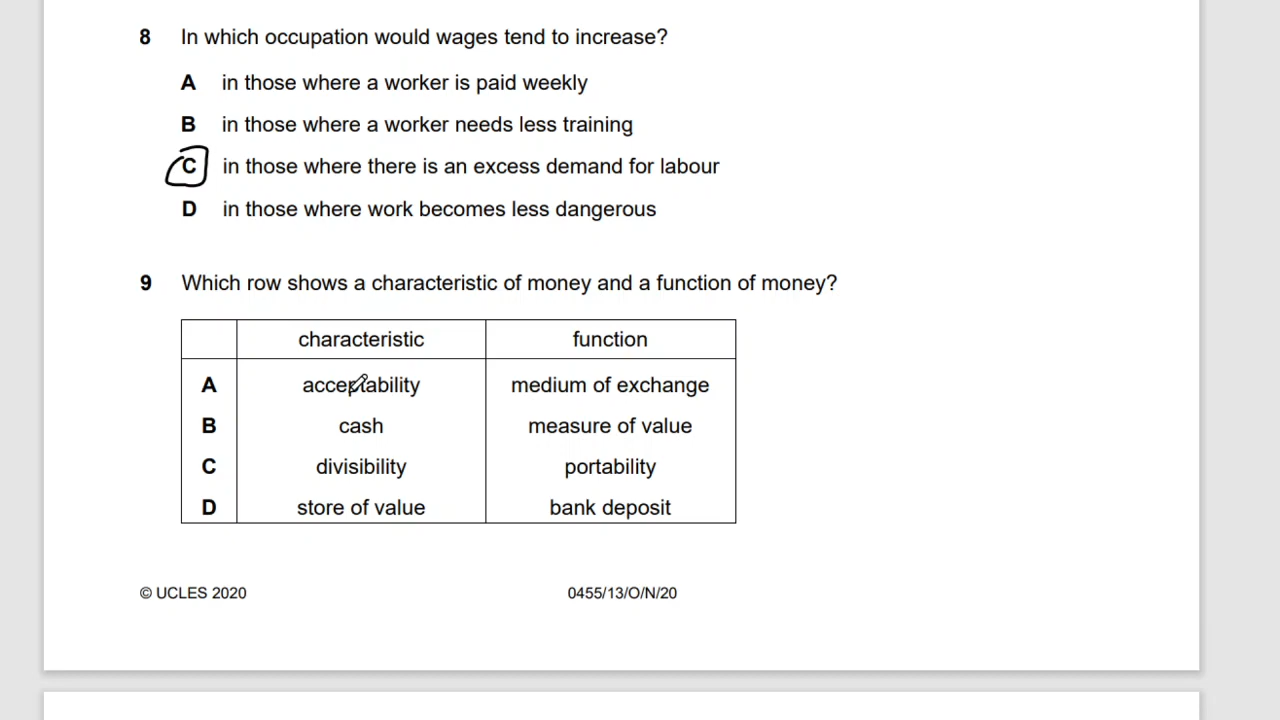 8 In which occupation would wages tend to increase?
A in those where a worker is paid weekly
B in those where a worker needs less training
C in those where there is an excess demand for labour
D in those where work becomes less dangerous
9 Which row shows a characteristic of money and a function of money?
characteristic function
A acceptability medium of exchange
B cash measure of value
C divisibility portability
D store of value bank deposit
© UCLES 2020 0455/13/O/N/20